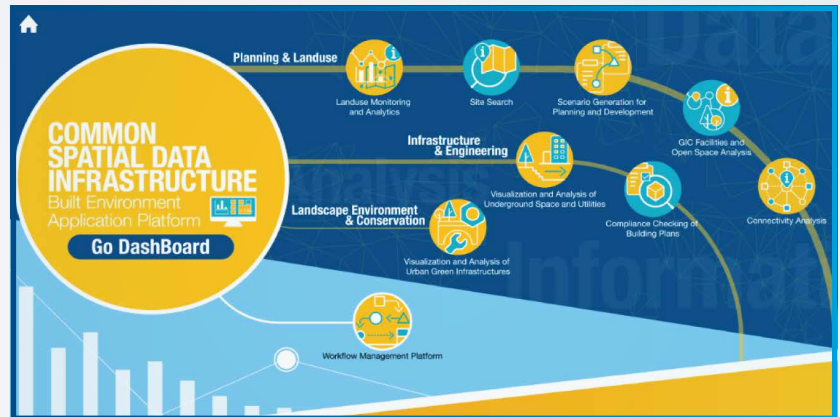 Data
Planning & Landuse
Landuse Monitoring
and Analytics
Site Search
Scenario Generation for
Planning and Development
GIC Facilities and
Open Space Analysis
Connectivity Analysis
COMMON
SPATIAL DATA
INFRASTRUCTURE
Built Environment
Application Platform
Go DashBoard
Infrastructure
& Engineering
Visualization and Analysis of
Underground Space and Utilities
Compliance Checking of
Building Plans
Landscape Environment
& Conservation
Visualization and Analysis of
Urban Green Infrastructures
Informati
Workflow Management Platform